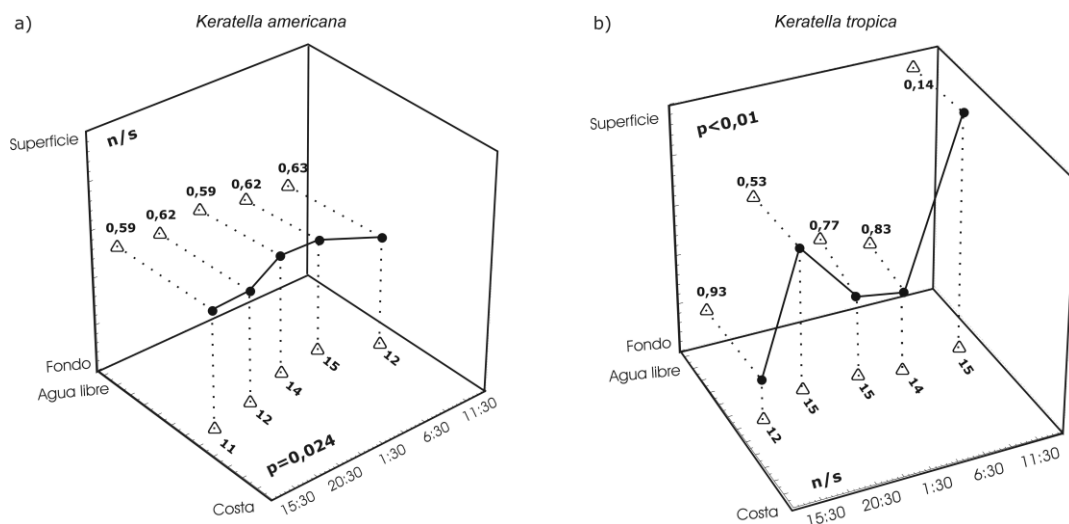 a)
Keratella americana
Superficie
n/s
0,59
0,62
0,59
0,62
0,63
Fondo
Agua libre
11
12
14
15
12
p=0,024
Costa
15:30
20:30
1:30
6:30
11:30
b)
Keratella tropica
Superficie
p<0,01
0,93
0,53
0,77
0,83
0,14
Fondo
Agua libre
12
15
15
14
15
n/s
Costa
15:30
20:30
1:30
6:30
11:30